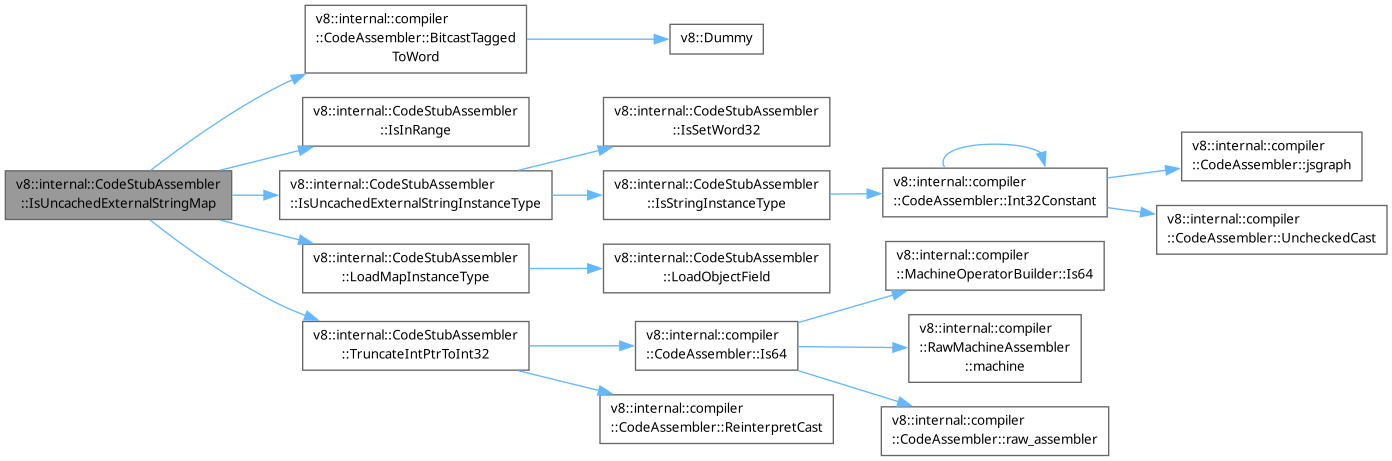 v8::internal::CodeStubAssembler
::IsUncachedExternalStringMap
v8::internal::compiler
::CodeAssembler::BitcastTagged
ToWord
v8::Dummy
v8::internal::CodeStubAssembler
::IsInRange
v8::internal::CodeStubAssembler
::IsUncachedExternalStringInstanceType
v8::internal::CodeStubAssembler
::IsSetWord32
v8::internal::CodeStubAssembler
::IsStringInstanceType
v8::internal::compiler
::CodeAssembler::Int32Constant
v8::internal::compiler
::CodeAssembler::jsgraph
v8::internal::compiler
::CodeAssembler::UncheckedCast
v8::internal::CodeStubAssembler
::LoadMapInstanceType
v8::internal::CodeStubAssembler
::LoadObjectField
v8::internal::CodeStubAssembler
::TruncateIntPtrToInt32
v8::internal::compiler
::CodeAssembler::Is64
v8::internal::compiler
::MachineOperatorBuilder::Is64
v8::internal::compiler
::RawMachineAssembler
::machine
v8::internal::compiler
::CodeAssembler::raw_assembler
v8::internal::compiler
::CodeAssembler::ReinterpretCast